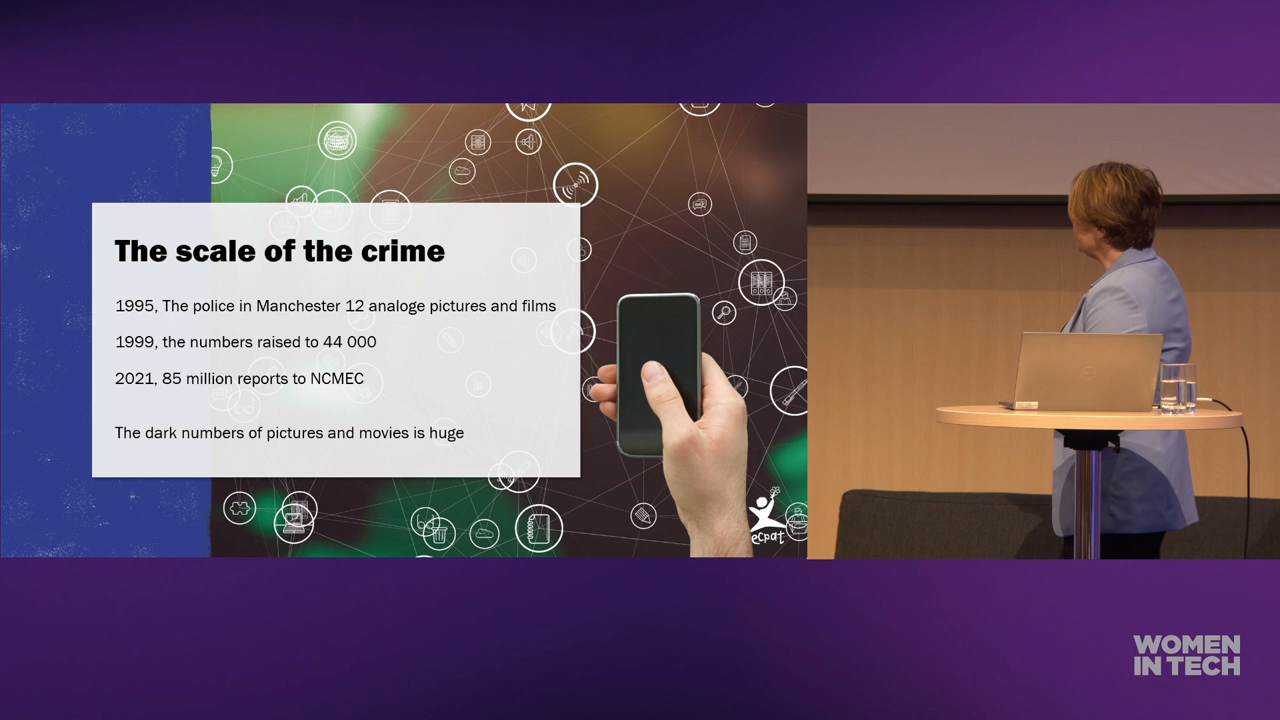 The scale of the crime
1995, The police in Manchester 12 analoge pictures and films
1999, the numbers raised to 44 000
2021, 85 million reports to NCMEC
The dark numbers of pictures and movies is huge
ecpat
WOMEN
IN TECH